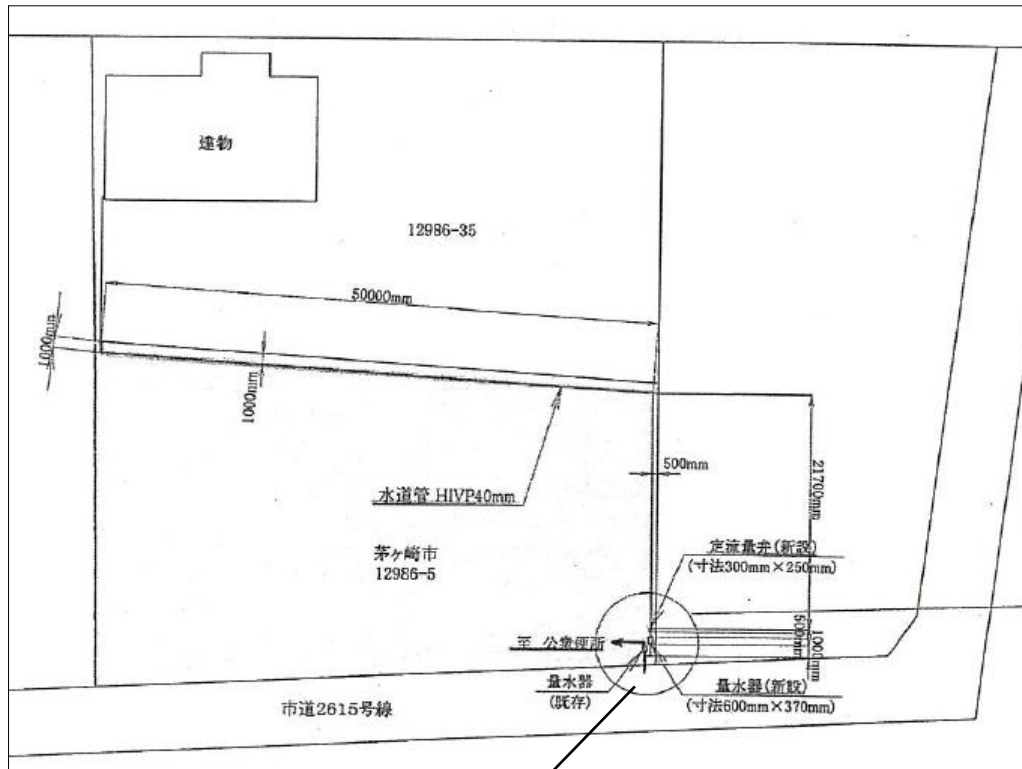 建物
12986-35
50000mm
1000mm
1000mm
500mm
21700mm
水道管 HIVP40mm
定流量弁(新設)
(寸法300mm×250mm)
茅ヶ崎市
12986-5
500mm
至 公衆便所
量水器
(既存)
量水器(新設)
(寸法600mm×370mm)
市道2615号線